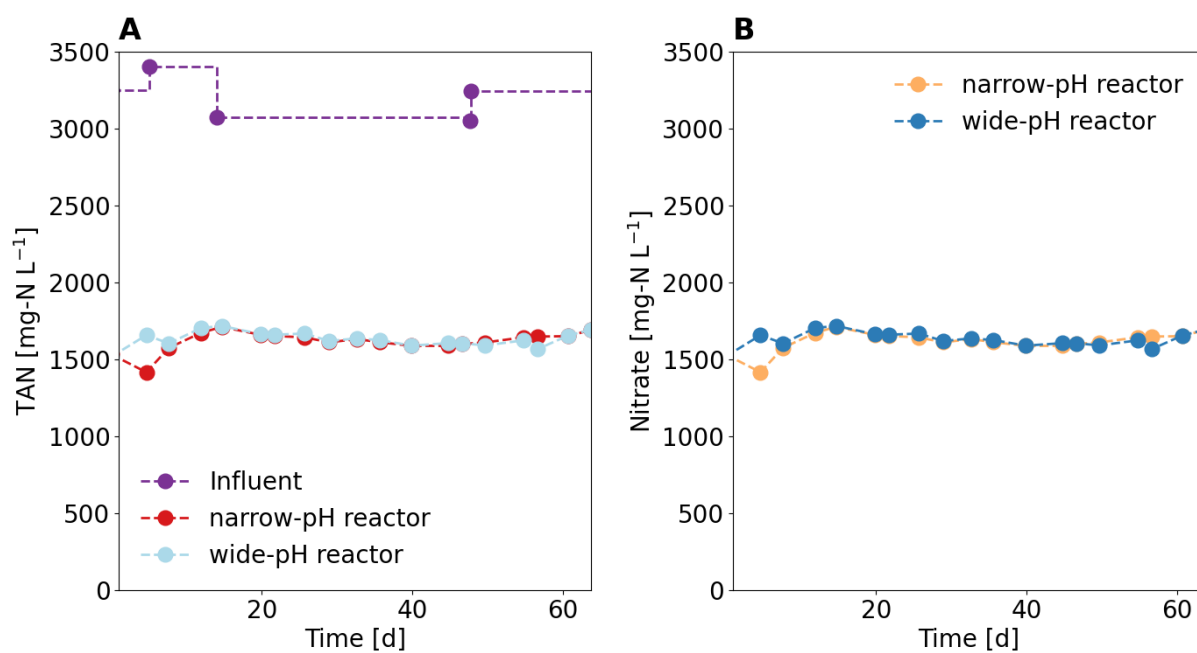 A
3500
3000
2500
2000
1500
1000
500
0
TAN [mg-N L⁻¹]
Influent
narrow-pH reactor
wide-pH reactor
20 40 60
Time [d]
B
3500
3000
2500
2000
1500
1000
500
0
Nitrate [mg-N L⁻¹]
narrow-pH reactor
wide-pH reactor
20 40 60
Time [d]